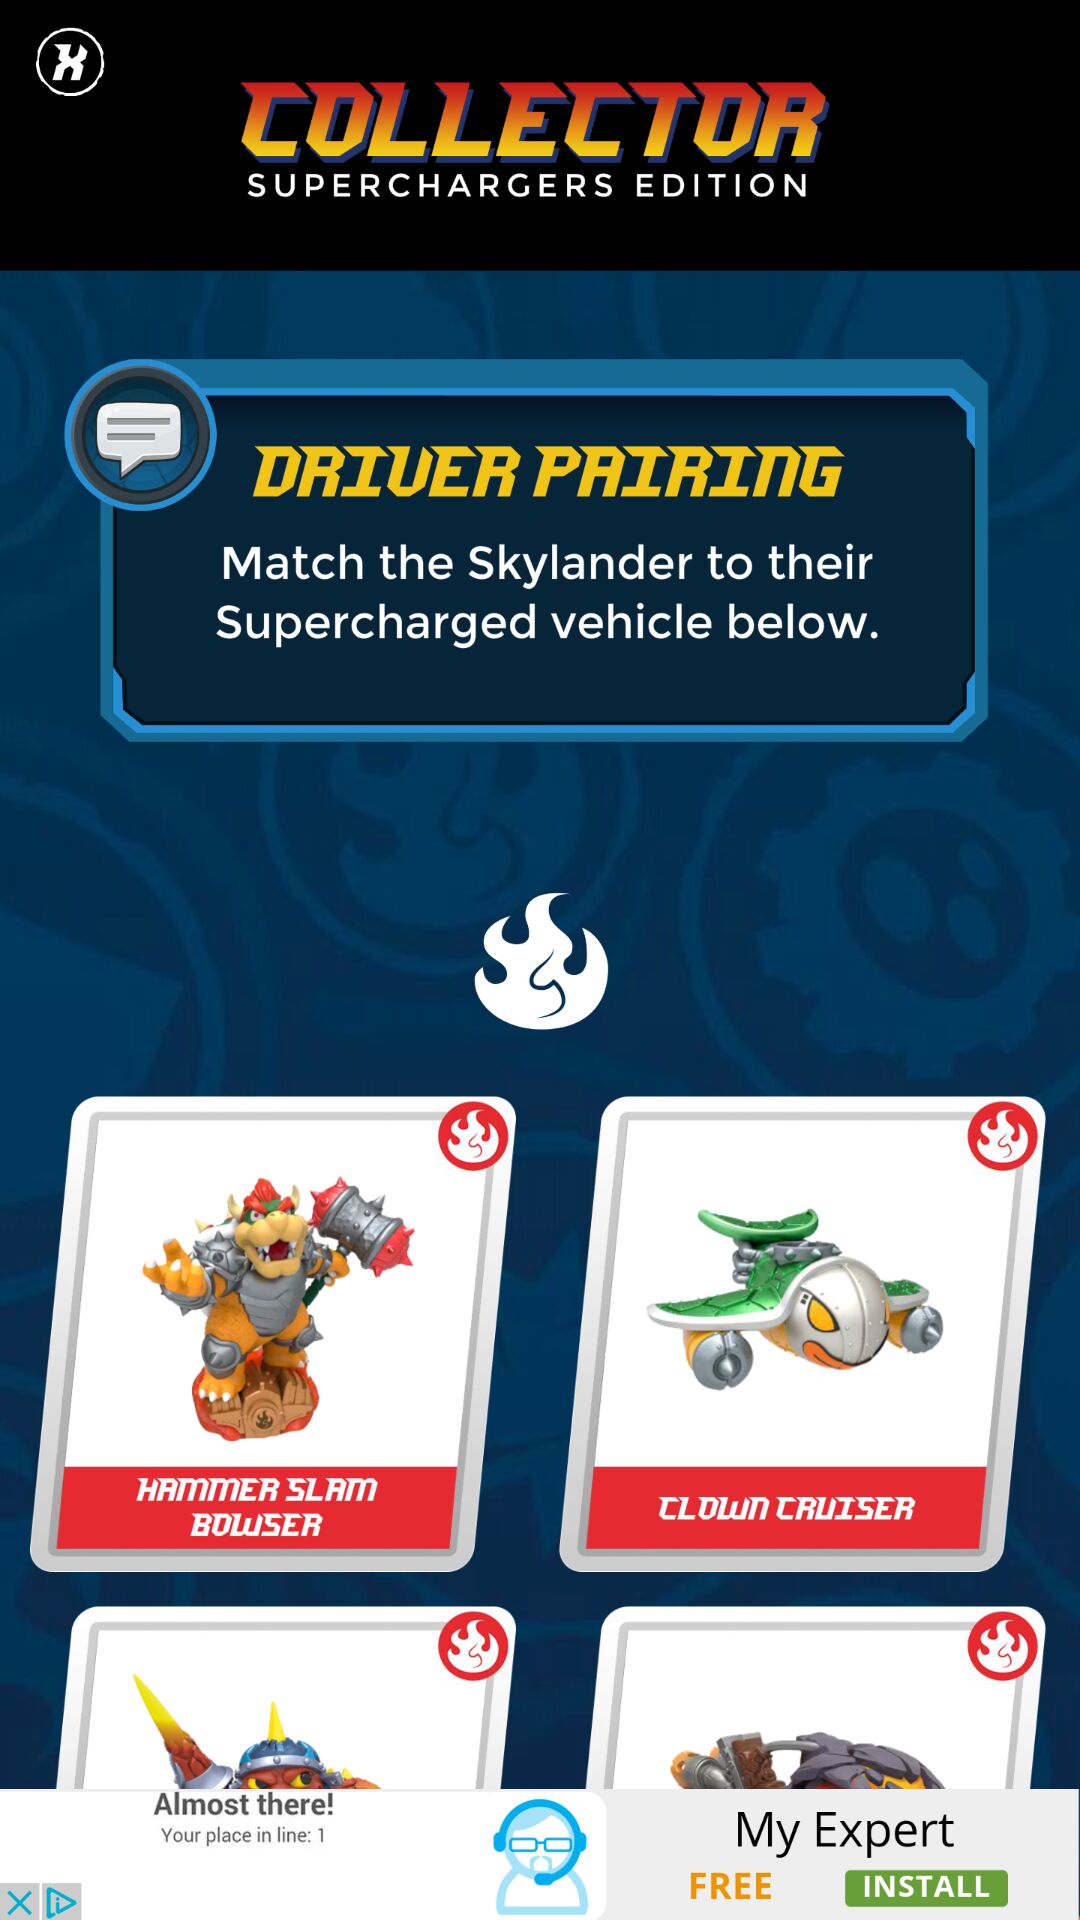 COLLECTOR
SUPERCHARGERS EDITION
DRIVER PAIRING
Match the Skylander to their
Supercharged vehicle below.
HAMMER SLAM
BOWSER
CLOWN CRUISER
Almost there!
Your place in line: 1
My Expert
FREE
INSTALL